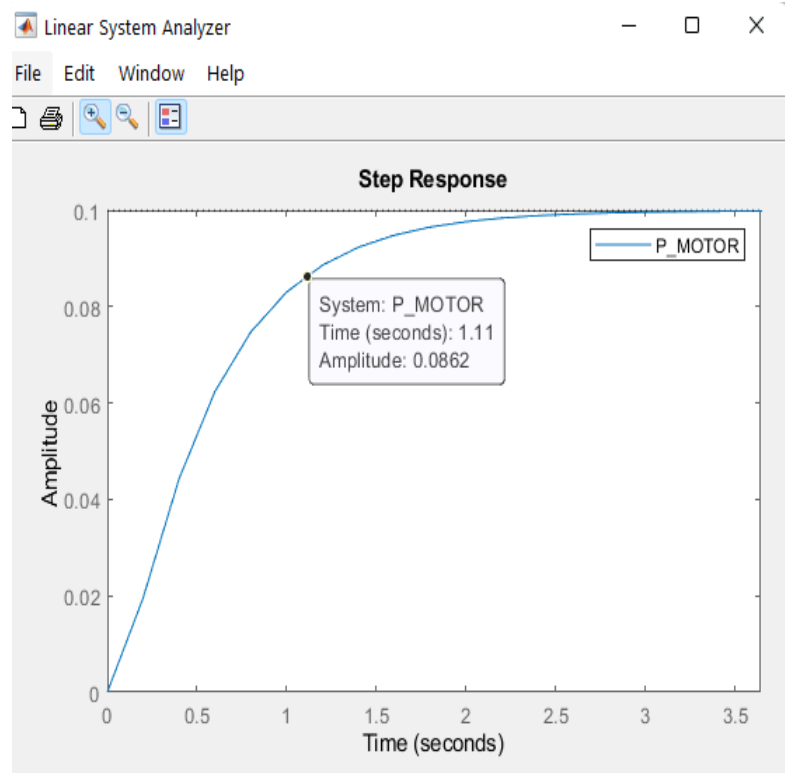 Linear System Analyzer
File Edit Window Help
Step Response
0.1
0.08
0.06
0.04
0.02
0
Amplitude
P_MOTOR
System: P_MOTOR
Time (seconds): 1.11
Amplitude: 0.0862
0 0.5 1 1.5 2 2.5 3 3.5
Time (seconds)